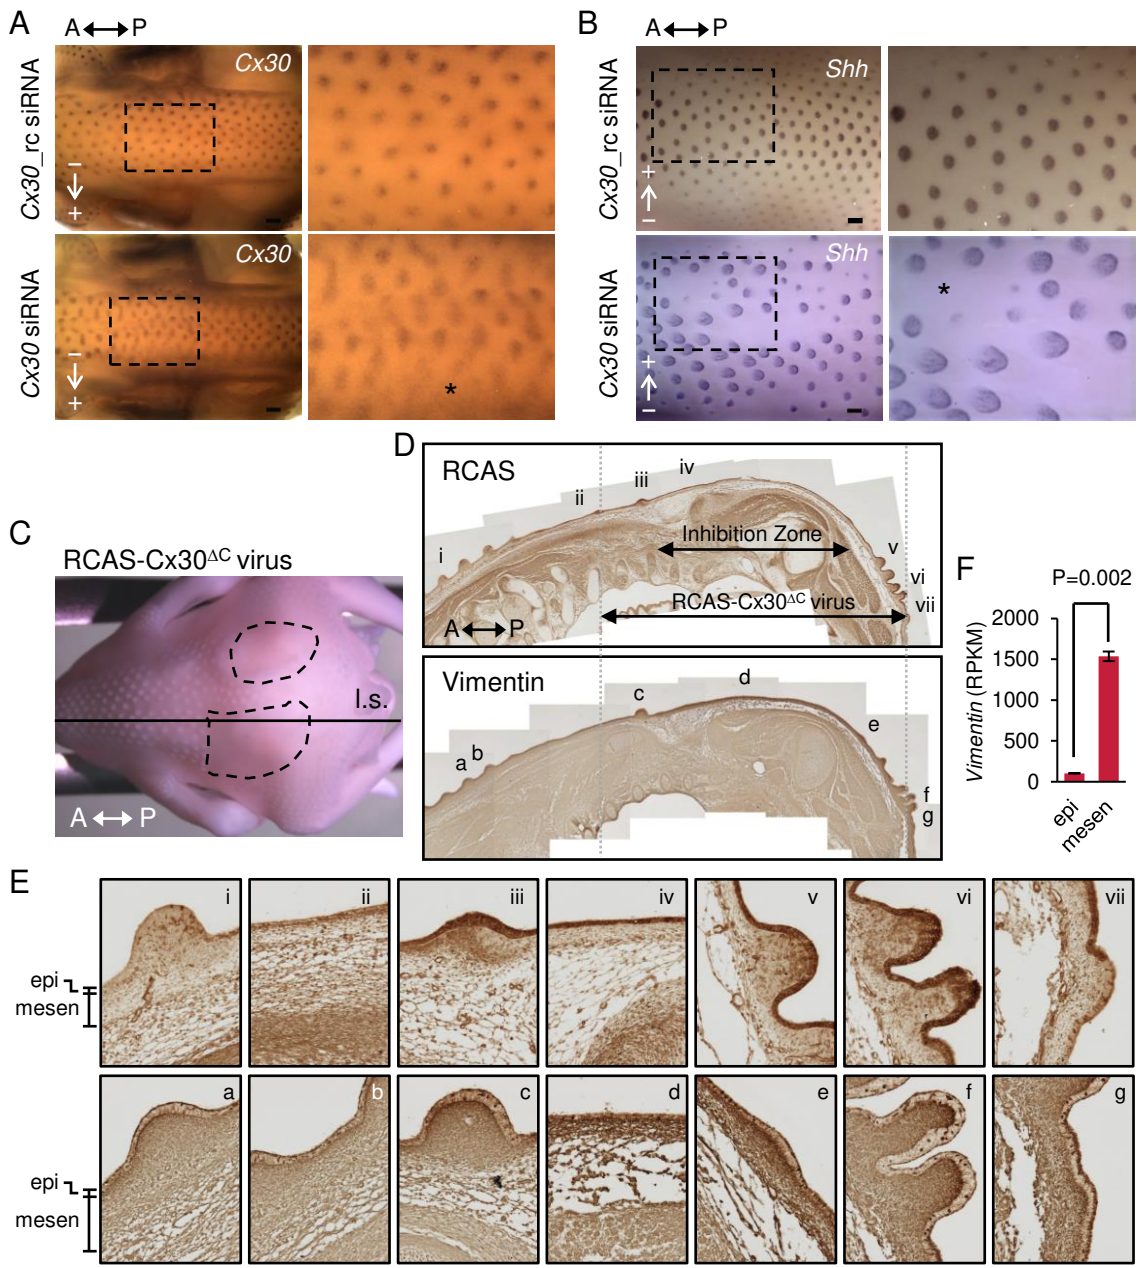 A
A P
Cx30_rc siRNA
Cx30
−
+
Cx30 siRNA
Cx30
−
+
*
B
A P
Cx30_rc siRNA
Shh
+
−
Cx30 siRNA
Shh
+
−
*
C
RCAS-Cx30ΔC virus
l.s.
A P
D
RCAS
i
ii
iii
iv
v
vi
vii
Inhibition Zone
RCAS-Cx30ΔC virus
A P
Vimentin
a
b
c
d
e
f
g
F
P=0.002
Vimentin (RPKM)
2000
1500
1000
500
0
epi
mesen
E
epi
mesen
i
ii
iii
iv
v
vi
vii
epi
mesen
a
b
c
d
e
f
g